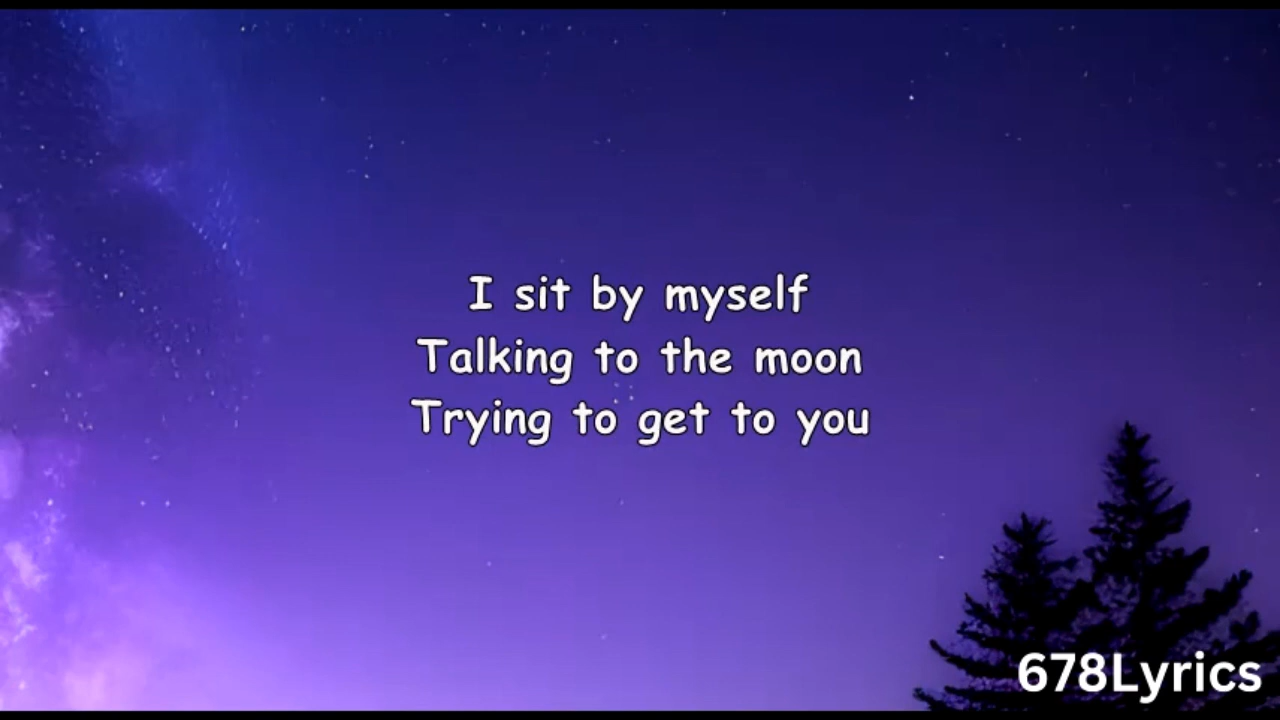 I sit by myself
Talking to the moon
Trying to get to you
678Lyrics